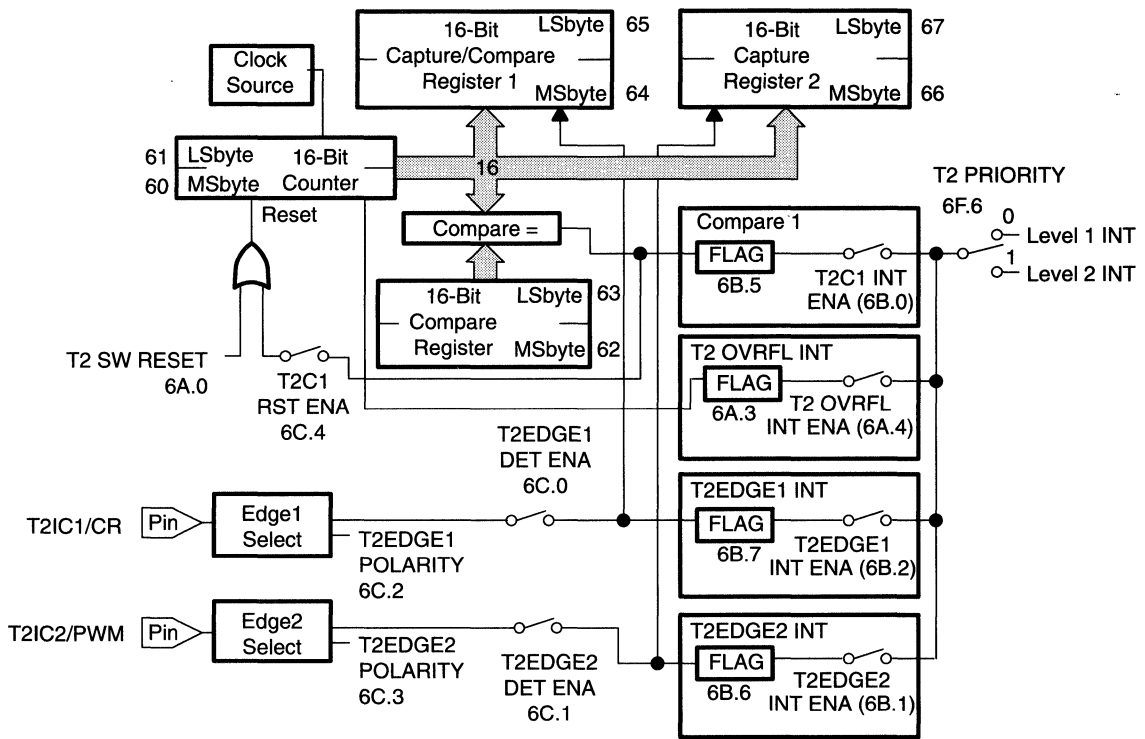 Clock
Source
16-Bit
Capture/Compare
Register 1
LSbyte
MSbyte
65
64
16-Bit
Capture
Register 2
LSbyte
MSbyte
67
66
61
60
LSbyte
MSbyte
16-Bit
Counter
16
Reset
Compare =
16-Bit
Compare
Register
LSbyte
MSbyte
63
62
T2 SW RESET
6A.0
T2C1
RST ENA
6C.4
Compare 1
FLAG
6B.5
T2C1 INT
ENA (6B.0)
T2 PRIORITY
6F.6
0
Level 1 INT
1
Level 2 INT
T2 OVRFL INT
FLAG
6A.3
T2 OVRFL
INT ENA (6A.4)
T2EDGE1
DET ENA
6C.0
T2IC1/CR
Pin
Edge1
Select
T2EDGE1
POLARITY
6C.2
T2EDGE1 INT
FLAG
6B.7
T2EDGE1
INT ENA (6B.2)
T2IC2/PWM
Pin
Edge2
Select
T2EDGE2
POLARITY
6C.3
T2EDGE2
DET ENA
6C.1
T2EDGE2 INT
FLAG
6B.6
T2EDGE2
INT ENA (6B.1)